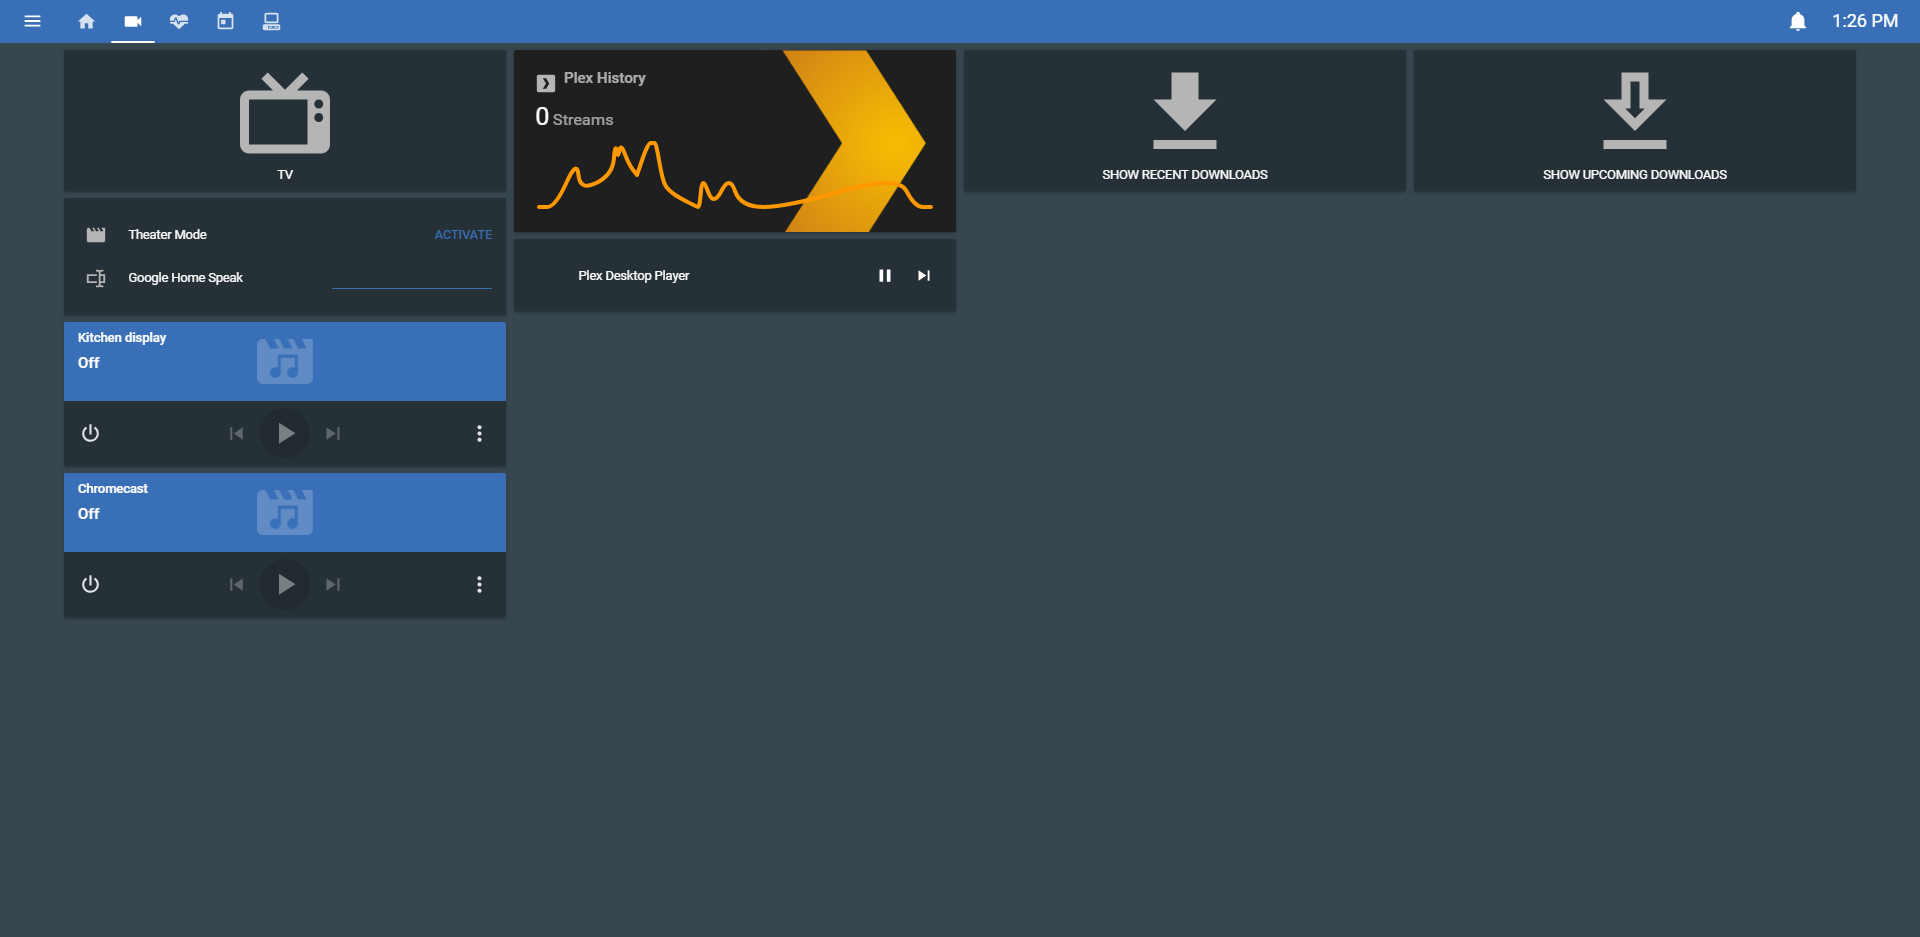 1:26 PM
TV
Theater Mode
ACTIVATE
Google Home Speak
Kitchen display
Off
Chromecast
Off
Plex History
0 Streams
Plex Desktop Player
SHOW RECENT DOWNLOADS
SHOW UPCOMING DOWNLOADS